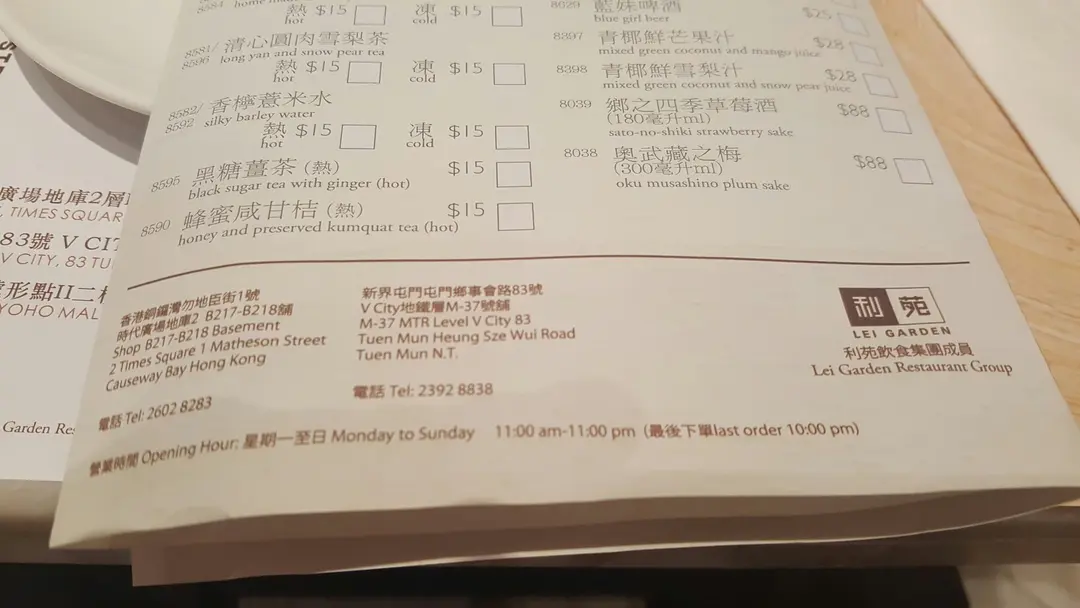 8584
熱 hot $15 凍 cold $15
8581/ 清心圓肉雪梨茶
8596 long yan and snow pear tea
熱 hot $15 凍 cold $15
8582/ 香檸薏米水
8592 silky barley water
熱 hot $15 凍 cold $15
8595 黑糖薑茶(熱) $15
black sugar tea with ginger (hot)
8590 蜂蜜咸甘桔(熱) $15
honey and preserved kumquat tea (hot)
8029 藍妹啤酒 $25
blue girl beer
8397 青椰鮮芒果汁 $28
mixed green coconut and mango juice
8398 青椰鮮雪梨汁 $28
mixed green coconut and snow pear juice
8039 鄉之四季草莓酒 $88
(180毫升ml)
sato-no-shiki strawberry sake
8038 奧武藏之梅 $88
(300毫升ml)
oku musashino plum sake
香港銅鑼灣勿地臣街1號
時代廣場地庫2 B217-B218舖
Shop B217-B218 Basement
2 Times Square 1 Matheson Street
Causeway Bay Hong Kong
電話 Tel: 2602 8283
新界屯門屯門鄉事會路83號
V City地鐵層M-37號舖
M-37 MTR Level V City 83
Tuen Mun Heung Sze Wui Road
Tuen Mun N.T.
電話 Tel: 2392 8838
利苑
LEI GARDEN
利苑飲食集團成員
Lei Garden Restaurant Group
營業時間 Opening Hour: 星期一至日 Monday to Sunday 11:00 am-11:00 pm (最後下單last order 10:00 pm)
廣場地庫2層
, TIMES SQUAR
83號 V CIT
V CITY, 83 TU
形點II二
YOHO MAL
Garden Res